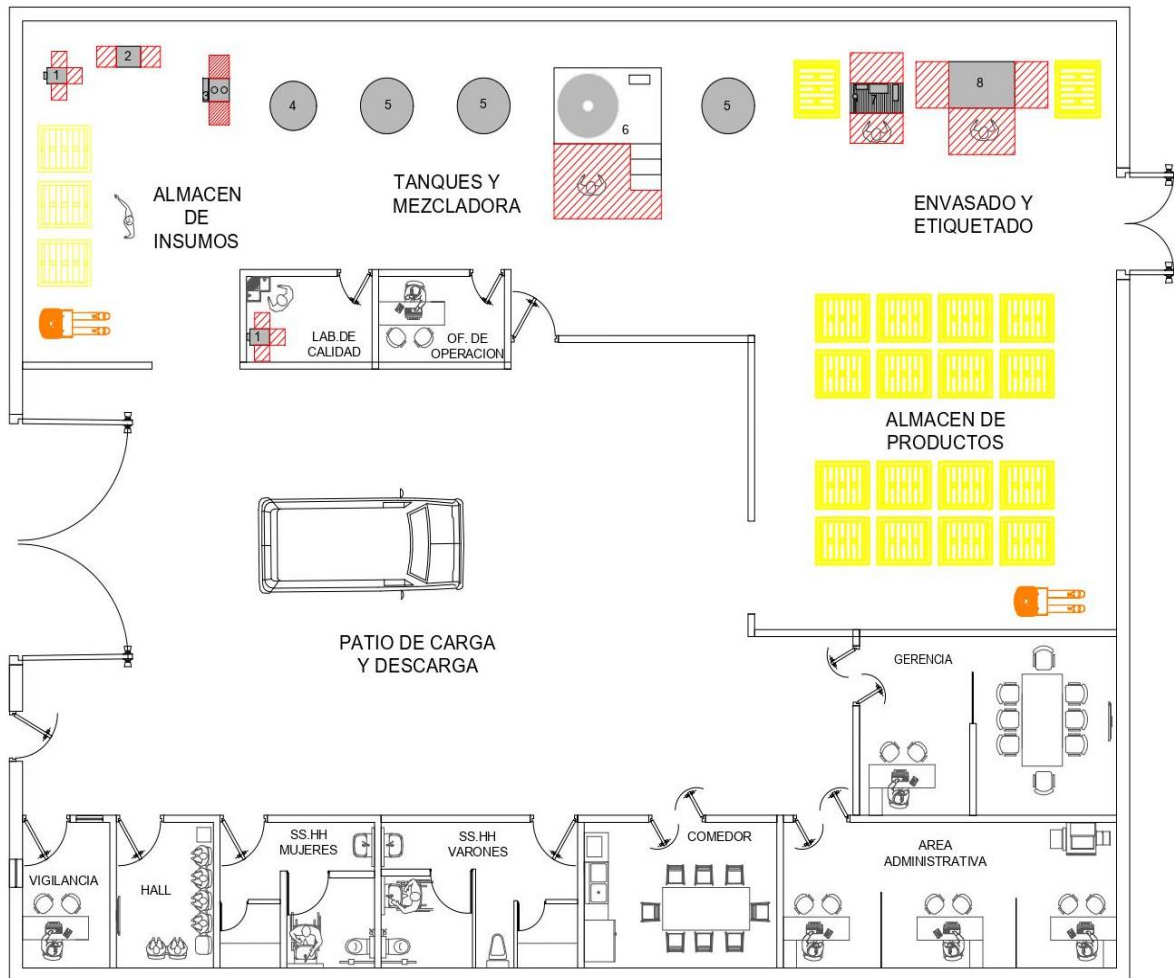 1
2
3
4
5
5
6
5
7
8
ALMACEN
DE
INSUMOS
TANQUES Y
MEZCLADORA
ENVASADO Y
ETIQUETADO
1
LAB.DE
CALIDAD
OF. DE
OPERACION
ALMACEN DE
PRODUCTOS
PATIO DE CARGA
Y DESCARGA
GERENCIA
VIGILANCIA
HALL
SS.HH
MUJERES
SS.HH
VARONES
COMEDOR
AREA
ADMINISTRATIVA